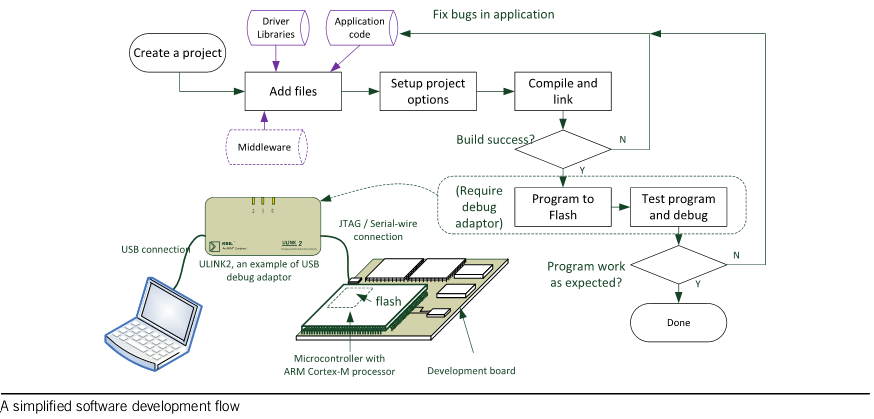 Fix bugs in application
Driver
Libraries
Application
code
Create a project
Add files
Setup project
options
Compile and
link
Middleware
Build success?
N
Y
(Require
debug
adaptor)
Program to
Flash
Test program
and debug
JTAG / Serial-wire
connection
USB connection
KEIL
ULINK 2
ULINK2, an example of USB
debug adaptor
Program work
as expected?
N
Y
flash
Done
Microcontroller with
ARM Cortex-M processor
Development board
A simplified software development flow